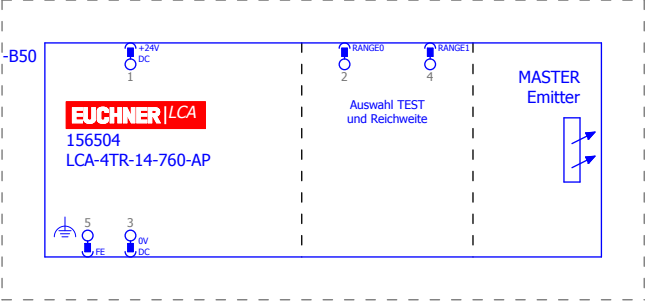 -B50
+24V
DC
1
RANGE0
2
RANGE1
4
MASTER
Emitter
EUCHNER LCA
156504
LCA-4TR-14-760-AP
Auswahl TEST
und Reichweite
5
FE
3
0V
DC